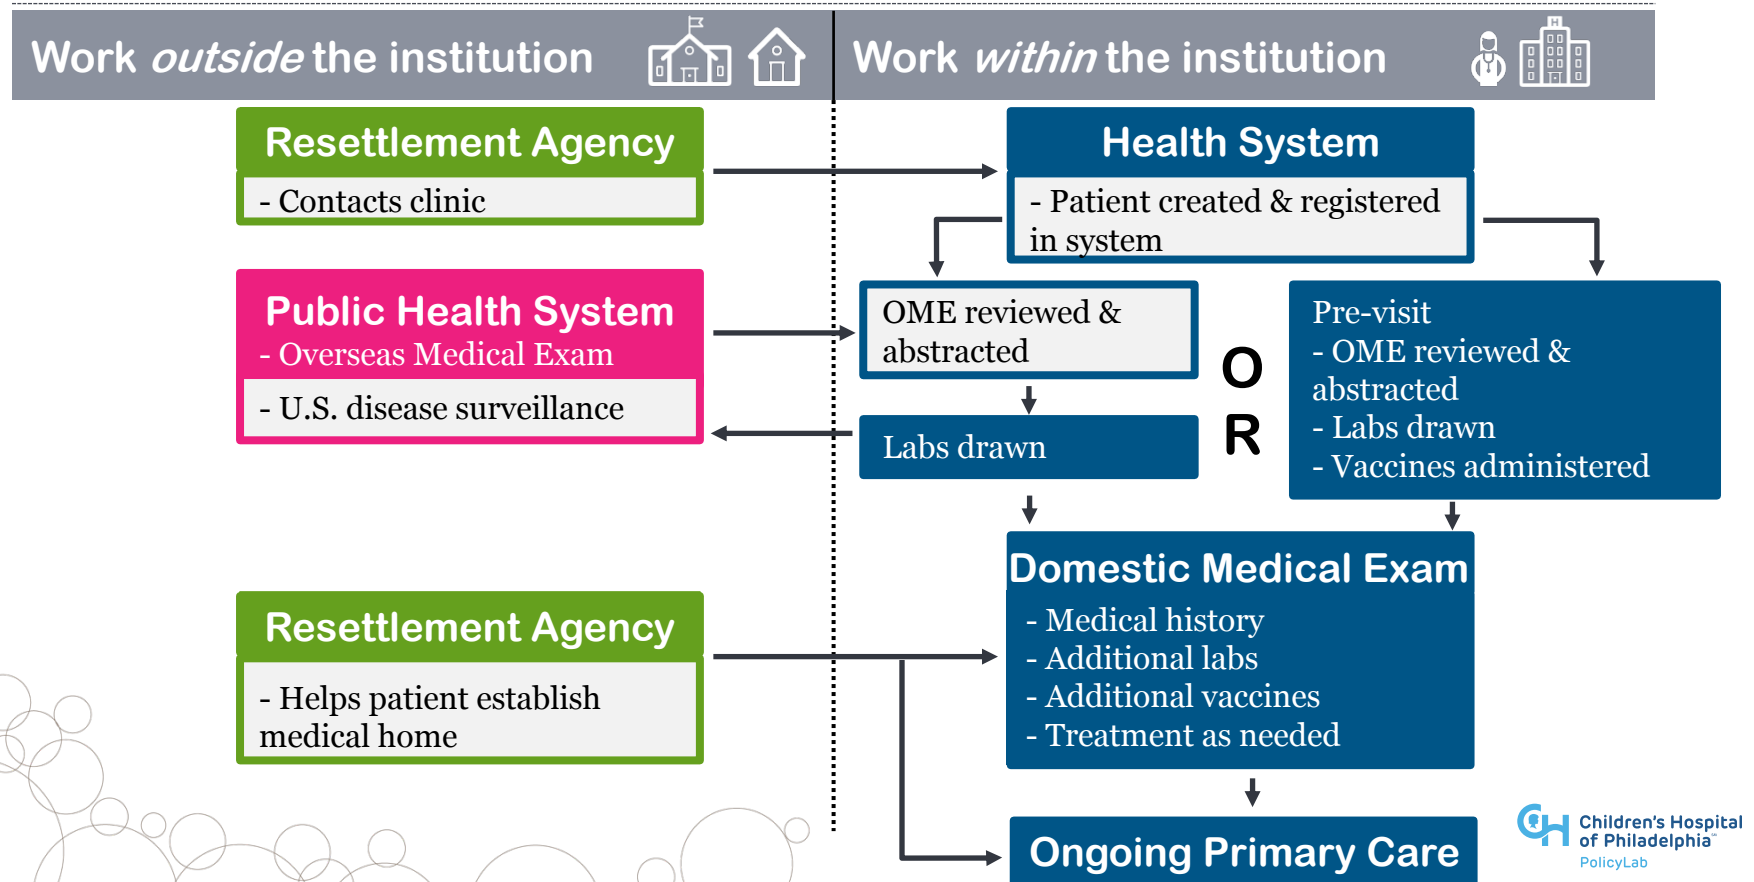 Work outside the institution
Work within the institution
H
Resettlement Agency
- Contacts clinic
Health System
- Patient created & registered
in system
Public Health System
- Overseas Medical Exam
- U.S. disease surveillance
OME reviewed &
abstracted
Labs drawn
O
R
Pre-visit
- OME reviewed &
abstracted
- Labs drawn
- Vaccines administered
Resettlement Agency
- Helps patient establish
medical home
Domestic Medical Exam
- Medical history
- Additional labs
- Additional vaccines
- Treatment as needed
Ongoing Primary Care
CH Children's Hospital
of Philadelphia
PolicyLab